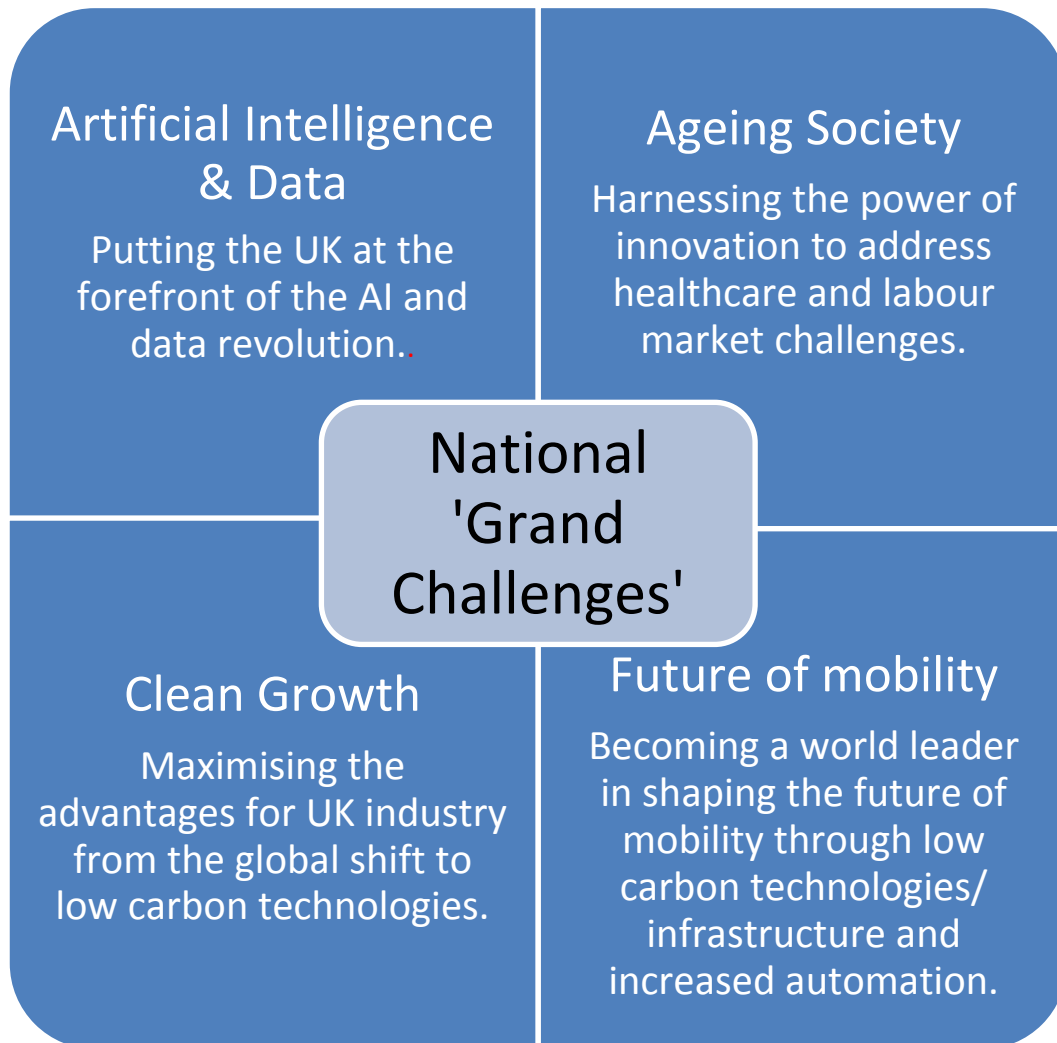 Artificial Intelligence
& Data
Putting the UK at the
forefront of the AI and
data revolution..
Ageing Society
Harnessing the power of
innovation to address
healthcare and labour
market challenges.
National
'Grand
Challenges'
Clean Growth
Maximising the
advantages for UK industry
from the global shift to
low carbon technologies.
Future of mobility
Becoming a world leader
in shaping the future of
mobility through low
carbon technologies/
infrastructure and
increased automation.